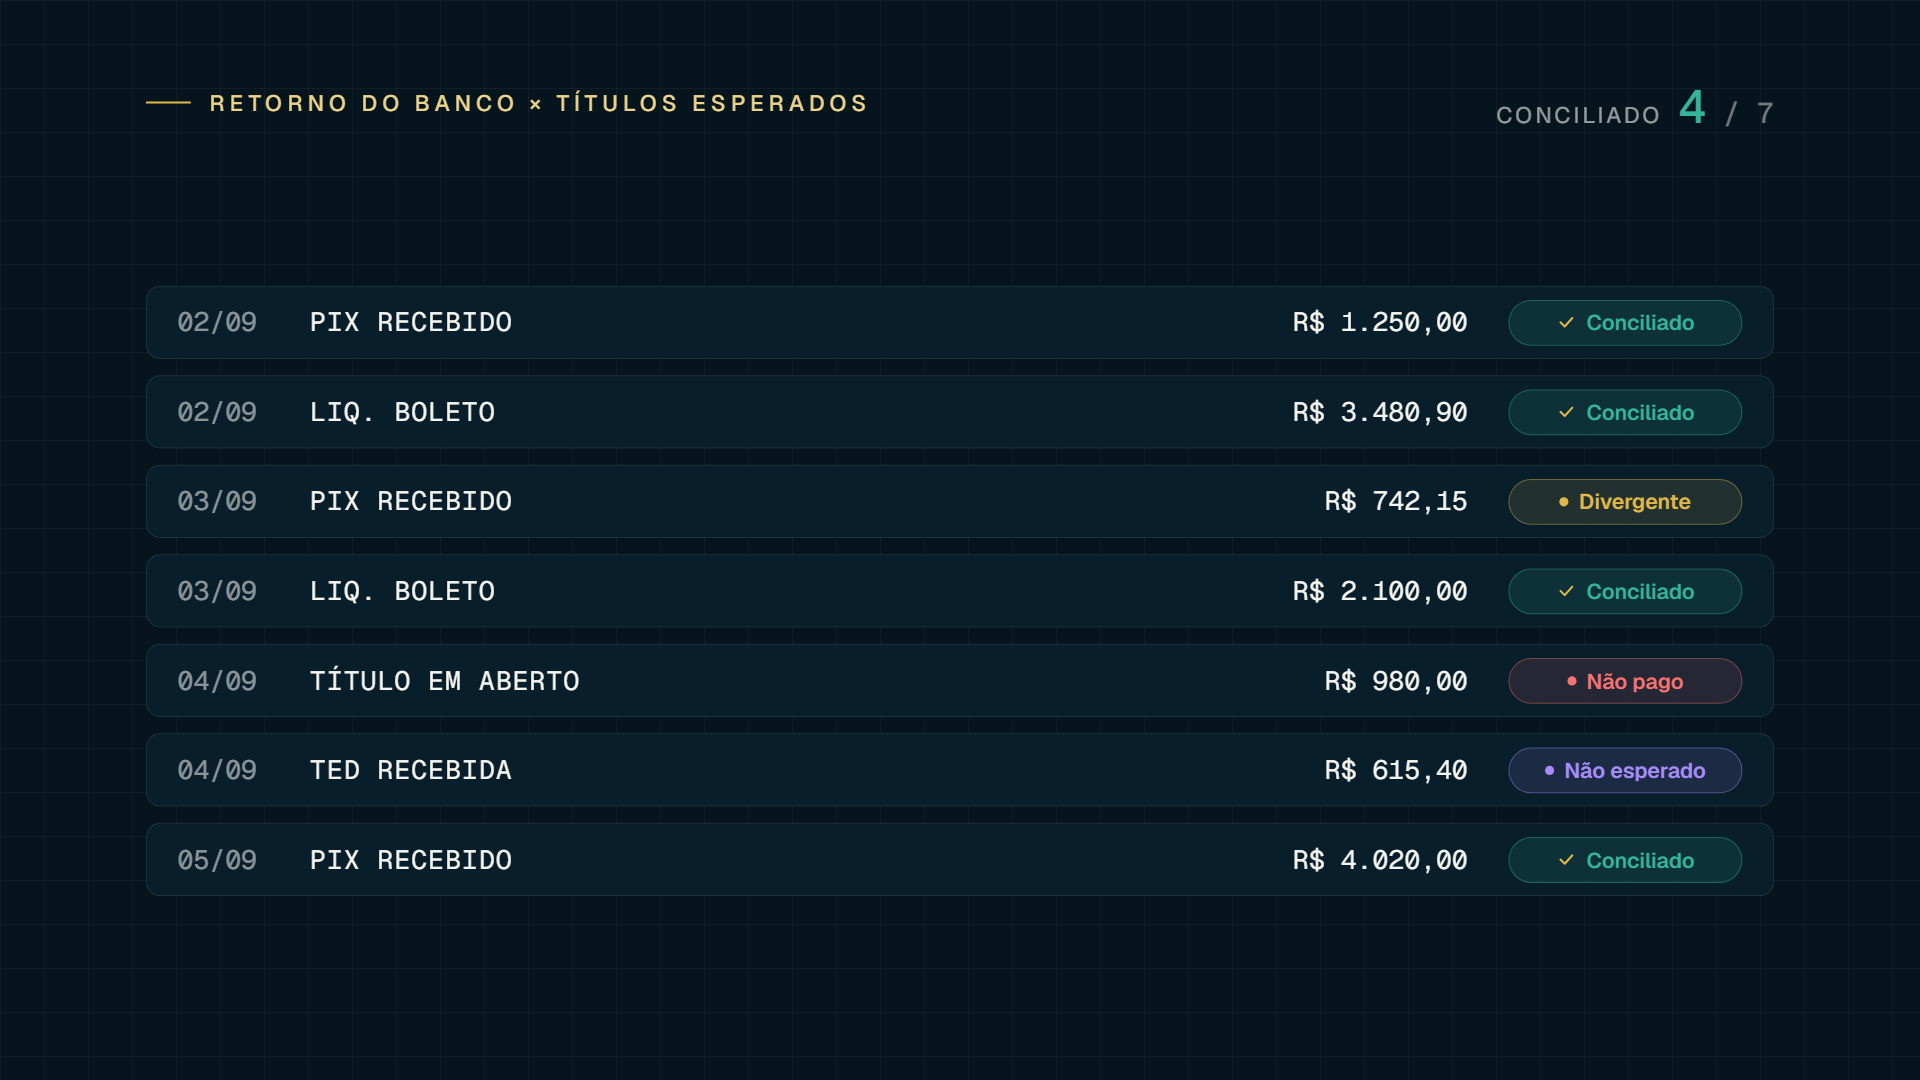 RETORNO DO BANCO × TÍTULOS ESPERADOS
CONCILIADO 4 / 7
02/09 PIX RECEBIDO R$ 1.250,00 ✓ Conciliado
02/09 LIQ. BOLETO R$ 3.480,90 ✓ Conciliado
03/09 PIX RECEBIDO R$ 742,15 • Divergente
03/09 LIQ. BOLETO R$ 2.100,00 ✓ Conciliado
04/09 TÍTULO EM ABERTO R$ 980,00 • Não pago
04/09 TED RECEBIDA R$ 615,40 • Não esperado
05/09 PIX RECEBIDO R$ 4.020,00 ✓ Conciliado